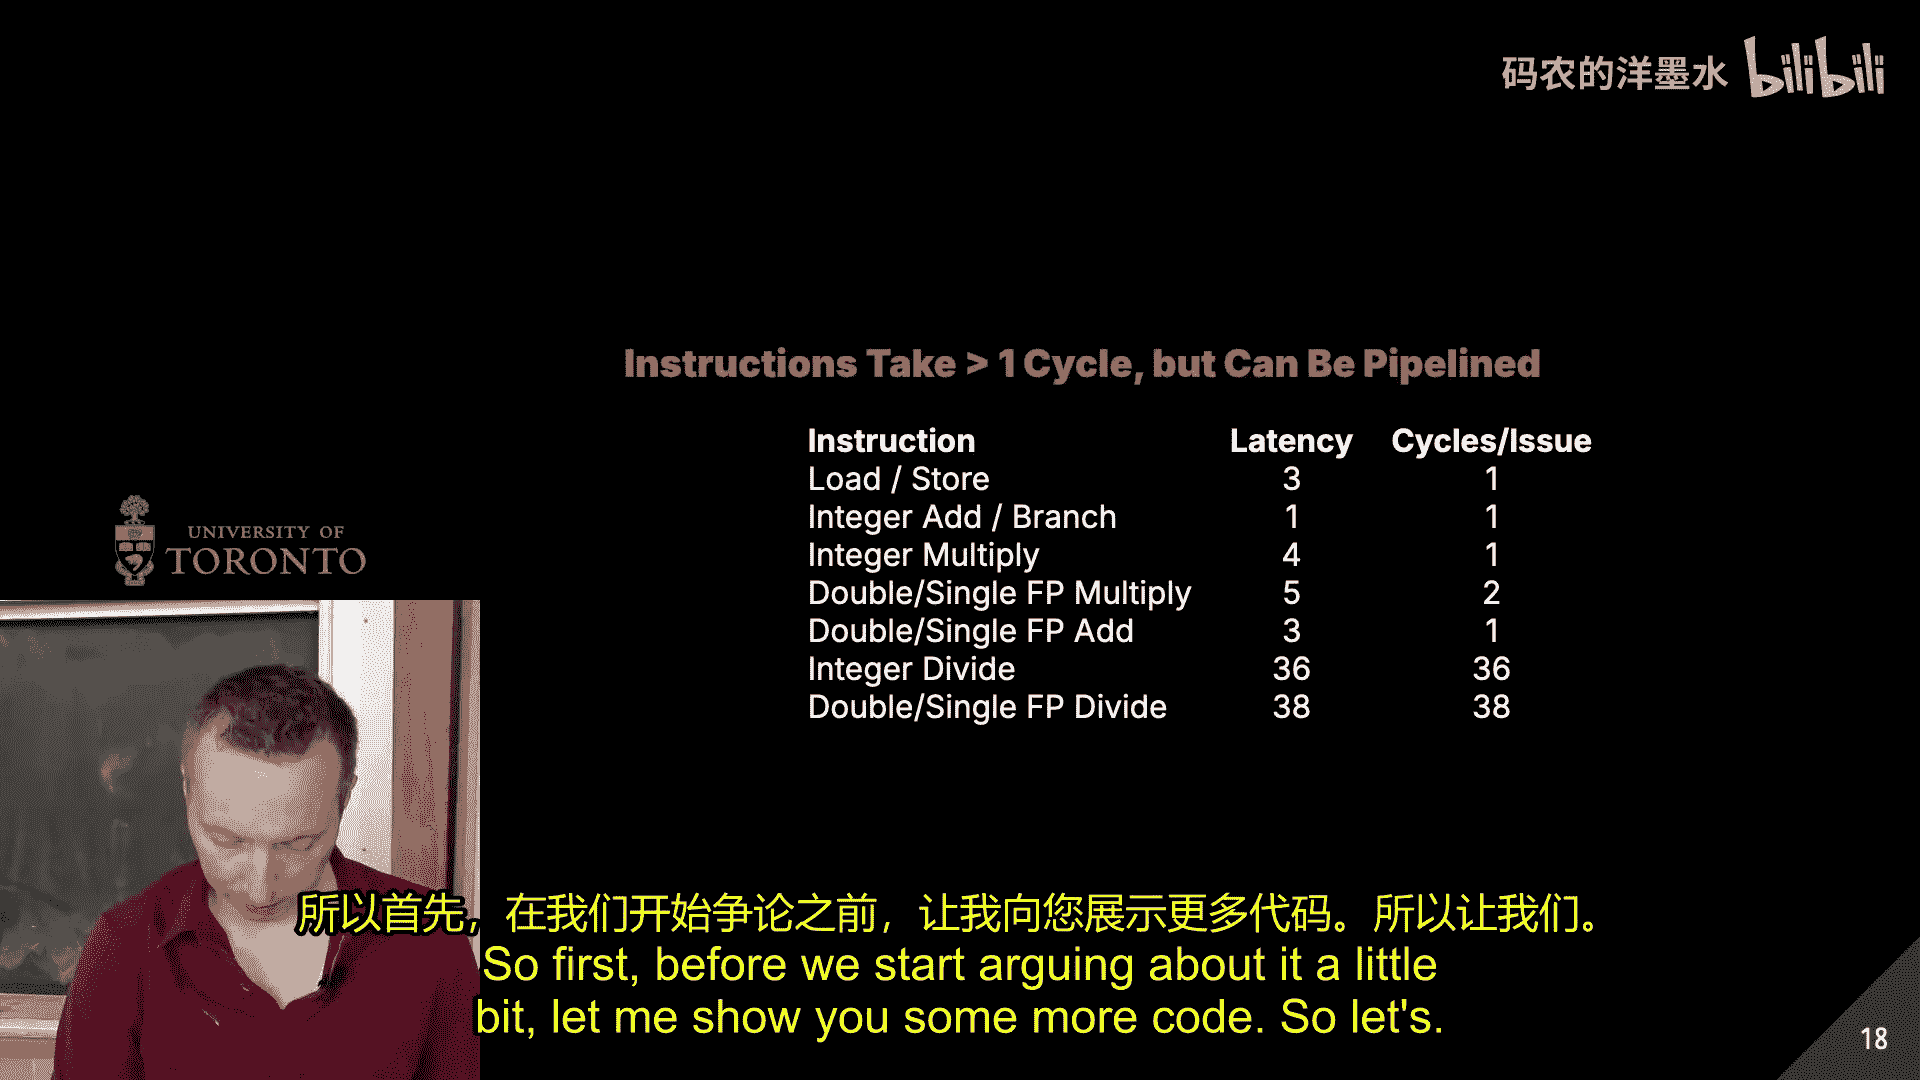 码农的洋墨水 bilibili
Instructions Take > 1 Cycle, but Can Be Pipelined
Instruction Latency Cycles/Issue
Load / Store 3 1
Integer Add / Branch 1 1
Integer Multiply 4 1
Double/Single FP Multiply 5 2
Double/Single FP Add 3 1
Integer Divide 36 36
Double/Single FP Divide 38 38
UNIVERSITY OF
TORONTO
所以首先，在我们开始争论之前，让我向您展示更多代码。所以让我们。
So first, before we start arguing about it a little
bit, let me show you some more code. So let's.
18